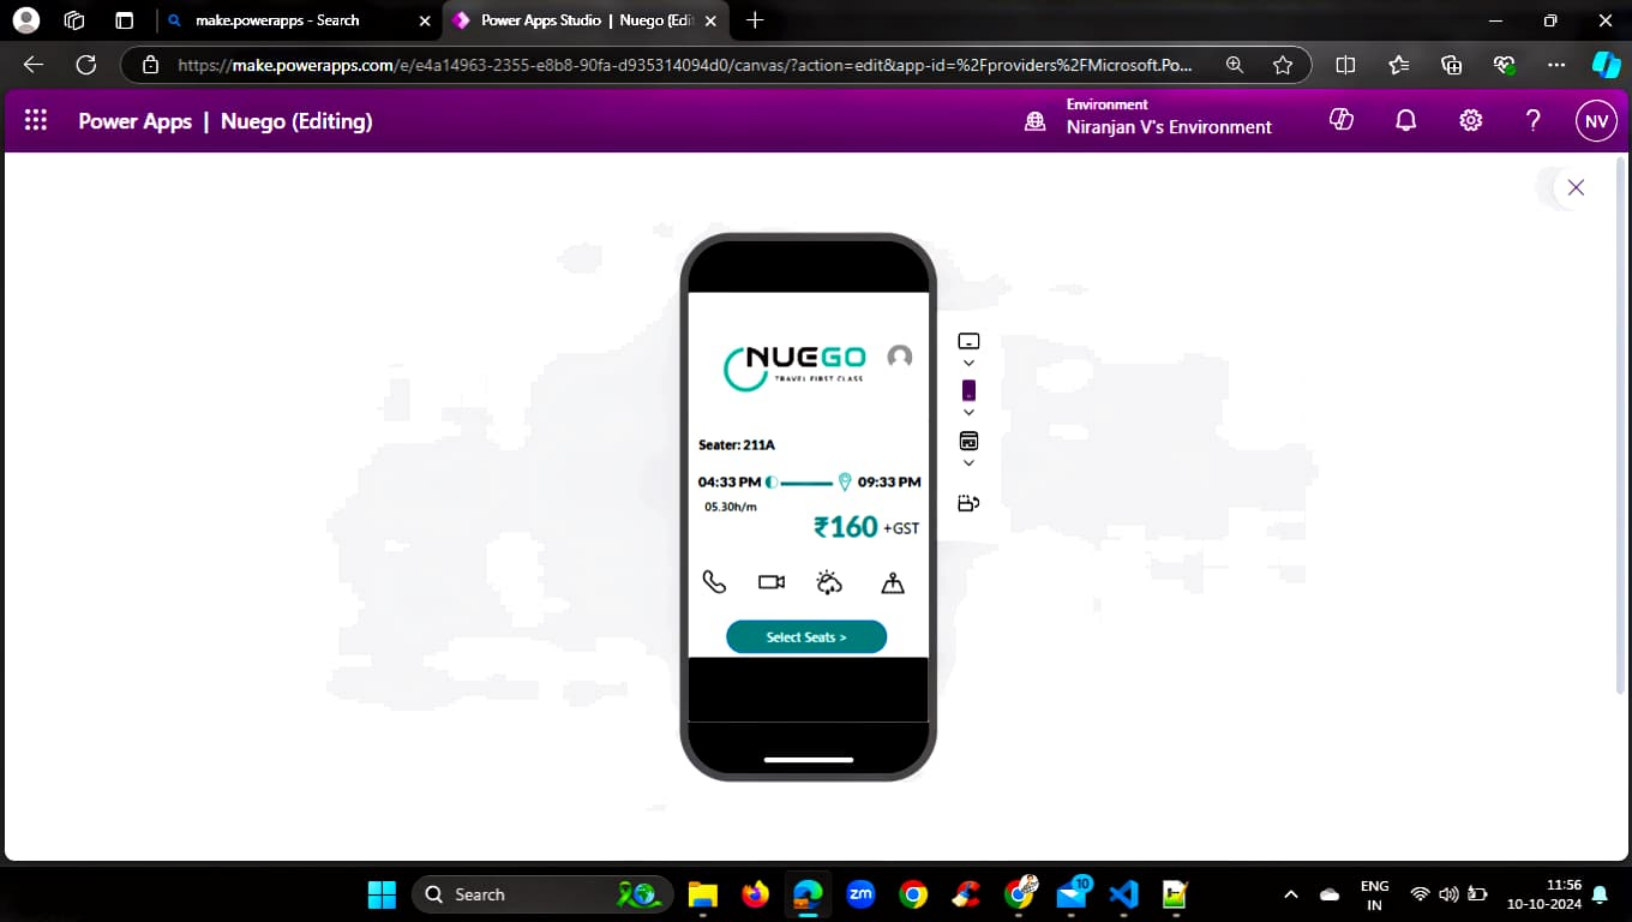 make.powerapps - Search
Power Apps Studio | Nuego (Edi
https://make.powerapps.com/e/e4a14963-2355-e8b8-90fa-d935314094d0/canvas/?action=edit&app-id=%2Fproviders%2FMicrosoft.Po...
Power Apps | Nuego (Editing)
Environment
Niranjan V's Environment
NV
NUEGO
TRAVEL FIRST CLASS
Seater: 211A
04:33 PM 09:33 PM
05.30h/m
₹160 +GST
Select Seats >
Search
zm
10
ENG
IN
11:56
10-10-2024